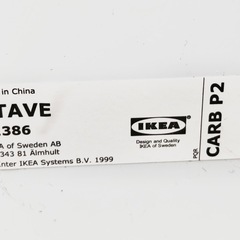 in China
TAVE
386
IKEA
Design and Quality
IKEA of Sweden
A of Sweden AB
343 81 Älmhult
nter IKEA Systems B.V. 1999
PQR
CARB P2